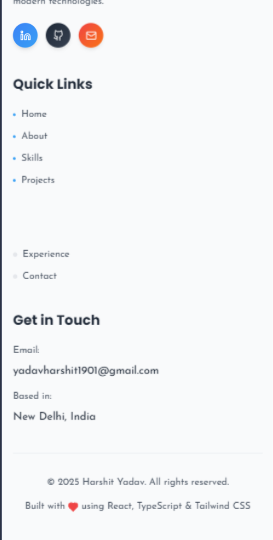 modern technologies.
Quick Links
Home
About
Skills
Projects
Experience
Contact
Get in Touch
Email:
yadavharshit1901@gmail.com
Based in:
New Delhi, India
© 2025 Harshit Yadav. All rights reserved.
Built with ❤️ using React, TypeScript & Tailwind CSS